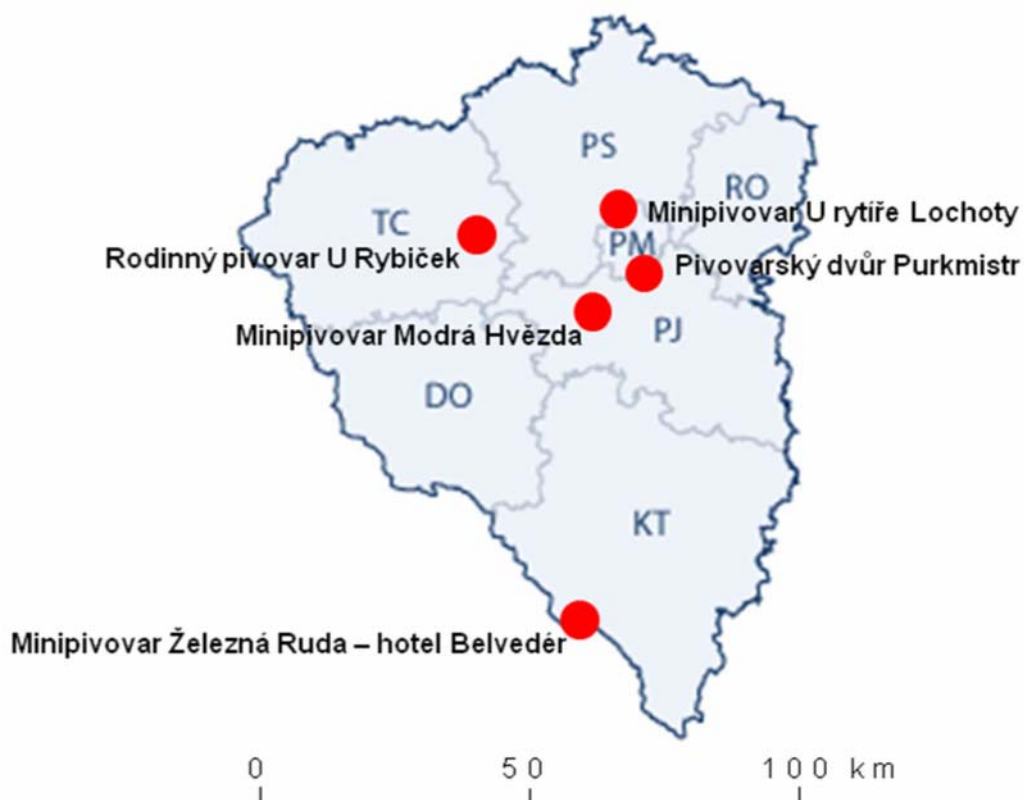 PS
RO
TC
Minipivovar U rytíře Lochoty
PM
Rodinný pivovar U Rybiček
Pivovarský dvůr Purkmistr
Minipivovar Modrá Hvězda
PJ
DO
KT
Minipivovar Železná Ruda – hotel Belvedér
0 50 100 km